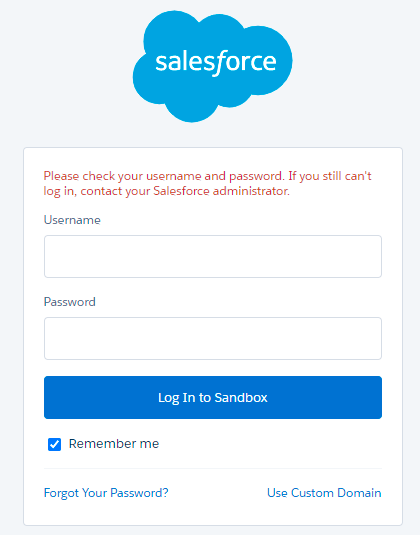 salesforce
Please check your username and password. If you still can't
log in, contact your Salesforce administrator.
Username
Password
Log In to Sandbox
Remember me
Forgot Your Password?
Use Custom Domain